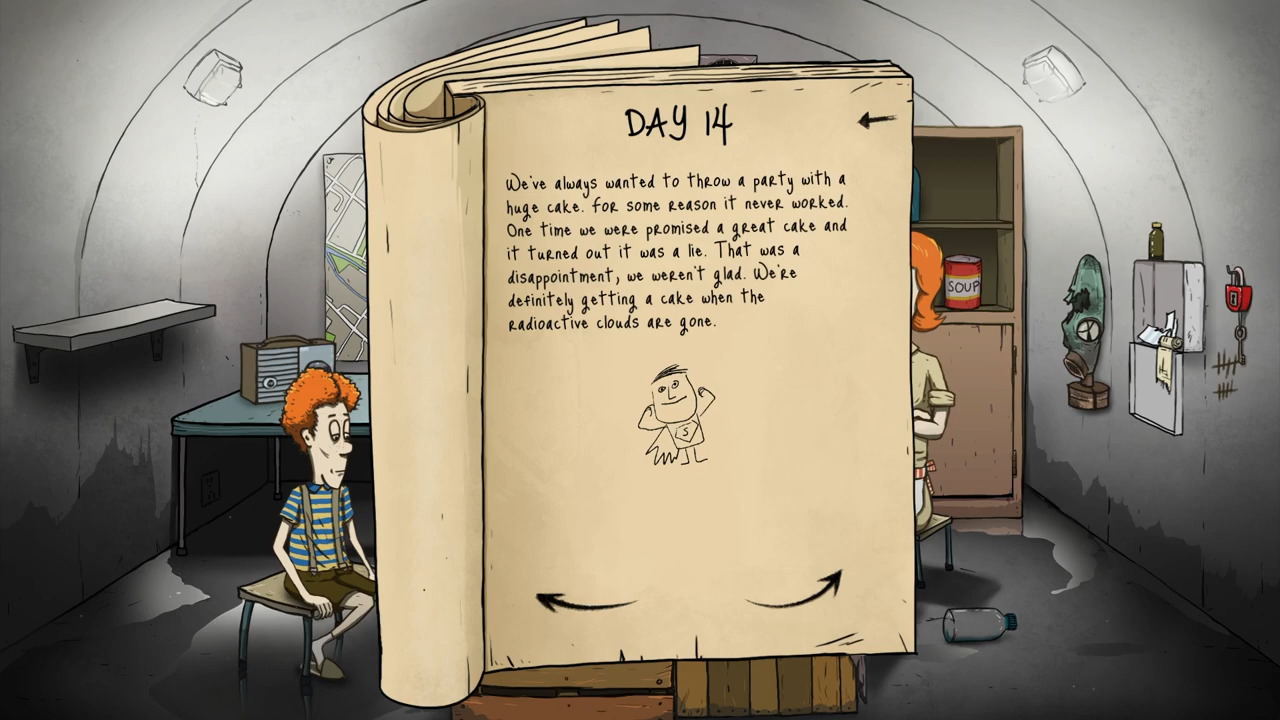 DAY 14
We've always wanted to throw a party with a
huge cake. For some reason it never worked.
One time we were promised a great cake and
it turned out it was a lie. That was a
disappointment, we weren't glad. We're
definitely getting a cake when the
radioactive clouds are gone.
S
SOUP